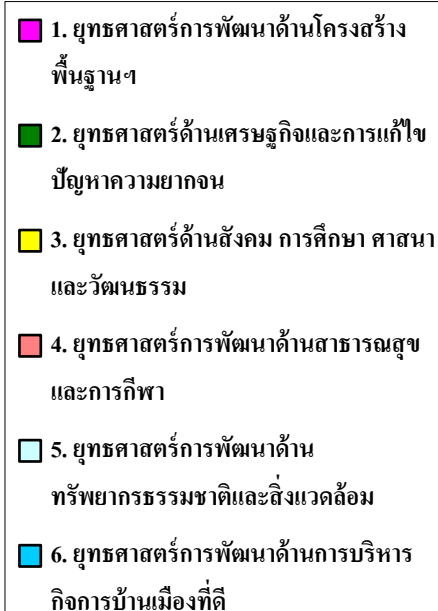 1. ยุทธศาสตร์การพัฒนาด้านโครงสร้าง
พื้นฐานฯ
2. ยุทธศาสตร์ด้านเศรษฐกิจและการแก้ไข
ปัญหาความยากจน
3. ยุทธศาสตร์ด้านสังคม การศึกษา ศาสนา
และวัฒนธรรม
4. ยุทธศาสตร์การพัฒนาด้านสาธารณสุข
และการกีฬา
5. ยุทธศาสตร์การพัฒนาด้าน
ทรัพยากรธรรมชาติและสิ่งแวดล้อม
6. ยุทธศาสตร์การพัฒนาด้านการบริหาร
กิจการบ้านเมืองที่ดี